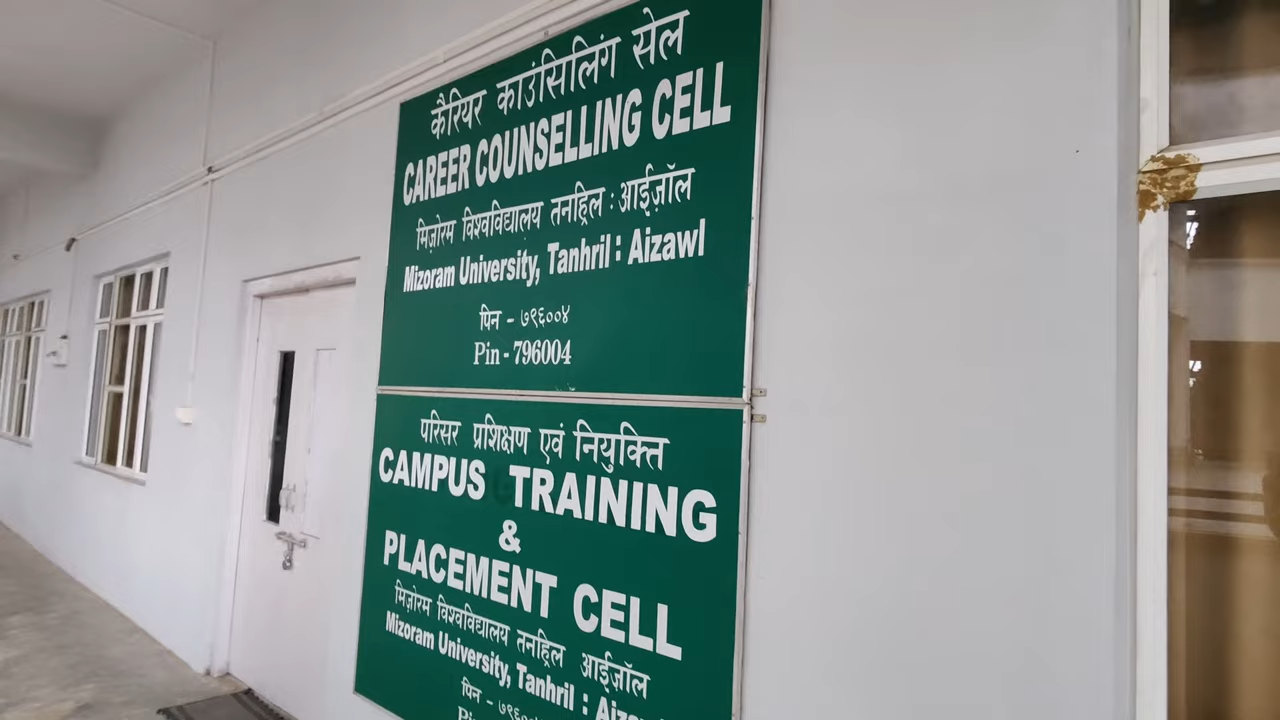 कैरियर काउंसिलिंग सेल
CAREER COUNSELLING CELL
मिज़ोरम विश्वविद्यालय तनह्रिल : आईज़ॉल
Mizoram University, Tanhril : Aizawl
पिन - ७९६००४
Pin - 796004
परिसर प्रशिक्षण एवं नियुक्ति
CAMPUS TRAINING
&
PLACEMENT CELL
मिज़ोरम विश्वविद्यालय तनह्रिल आईज़ॉल
Mizoram University, Tanhril :
पिन -